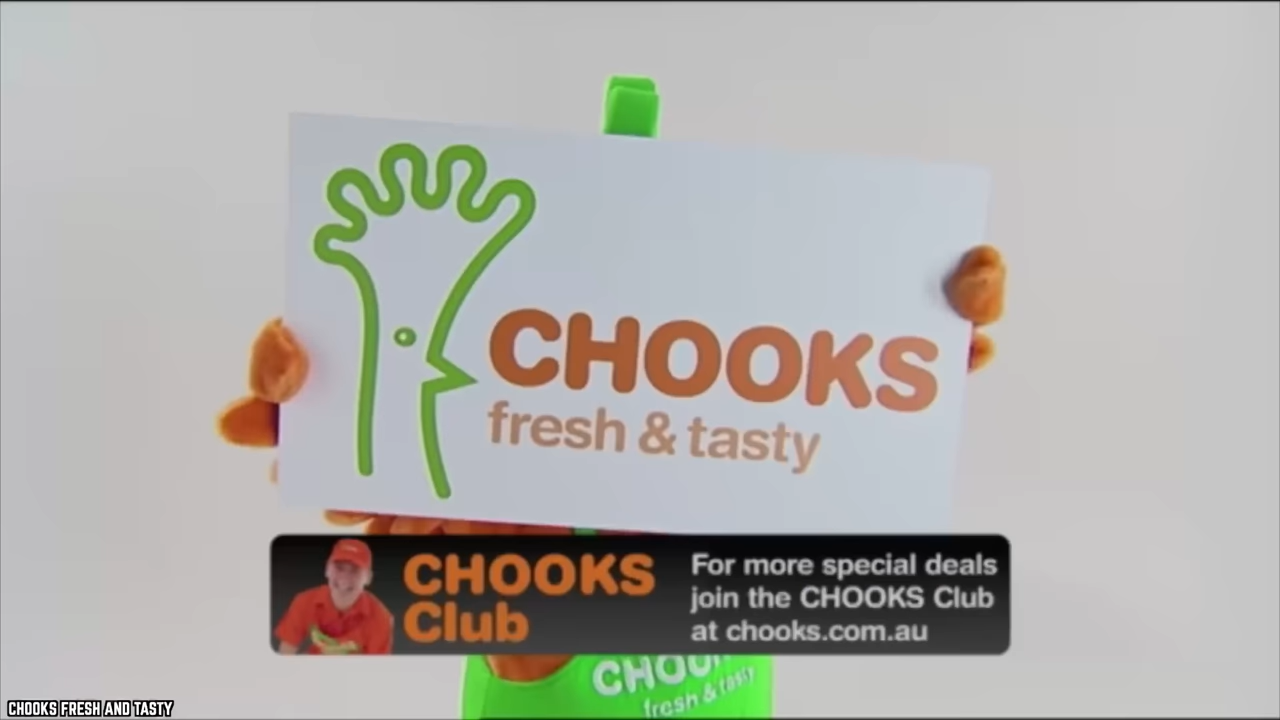 CHOOKS
fresh & tasty
CHOOKS
Club
For more special deals
join the CHOOKS Club
at chooks.com.au
CHOOKS
fresh & tasty
CHOOKS FRESH AND TASTY